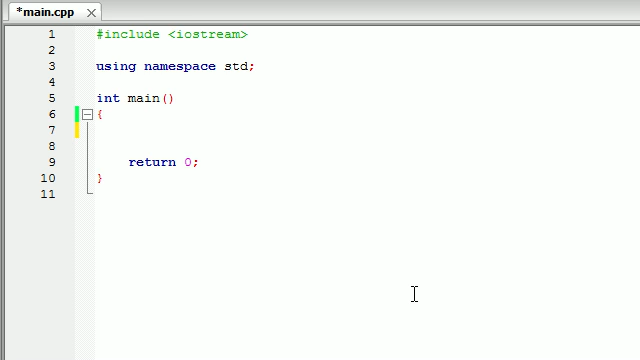 *main.cpp
1 #include <iostream>
2
3 using namespace std;
4
5 int main()
6 {
7
8
9 return 0;
10 }
11